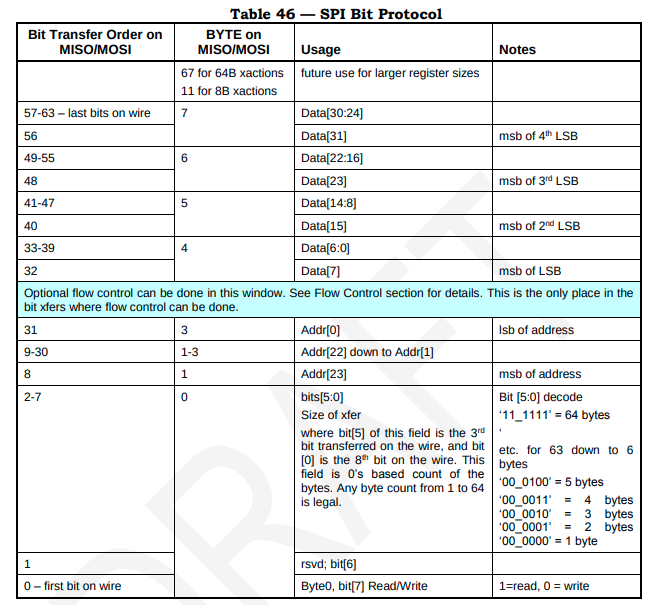 Table 46 — SPI Bit Protocol
Bit Transfer Order on MISO/MOSI
BYTE on MISO/MOSI
Usage
Notes
67 for 64B xactions
11 for 8B xactions
future use for larger register sizes
57-63 – last bits on wire
7
Data[30:24]
56
Data[31]
msb of 4th LSB
49-55
6
Data[22:16]
48
Data[23]
msb of 3rd LSB
41-47
5
Data[14:8]
40
Data[15]
msb of 2nd LSB
33-39
4
Data[6:0]
32
Data[7]
msb of LSB
Optional flow control can be done in this window. See Flow Control section for details. This is the only place in the
bit xfers where flow control can be done.
31
3
Addr[0]
lsb of address
9-30
1-3
Addr[22] down to Addr[1]
8
1
Addr[23]
msb of address
2-7
0
bits[5:0]
Size of xfer
where bit[5] of this field is the 3rd
bit transferred on the wire, and bit
[0] is the 8th bit on the wire. This
field is 0's based count of the
bytes. Any byte count from 1 to 64
is legal.
Bit [5:0] decode
'11_1111' = 64 bytes
'
etc. for 63 down to 6
bytes
'00_0100' = 5 bytes
'00_0011' = 4 bytes
'00_0010' = 3 bytes
'00_0001' = 2 bytes
'00_0000' = 1 byte
1
rsvd; bit[6]
0 – first bit on wire
Byte0, bit[7] Read/Write
1=read, 0 = write
DRAFT